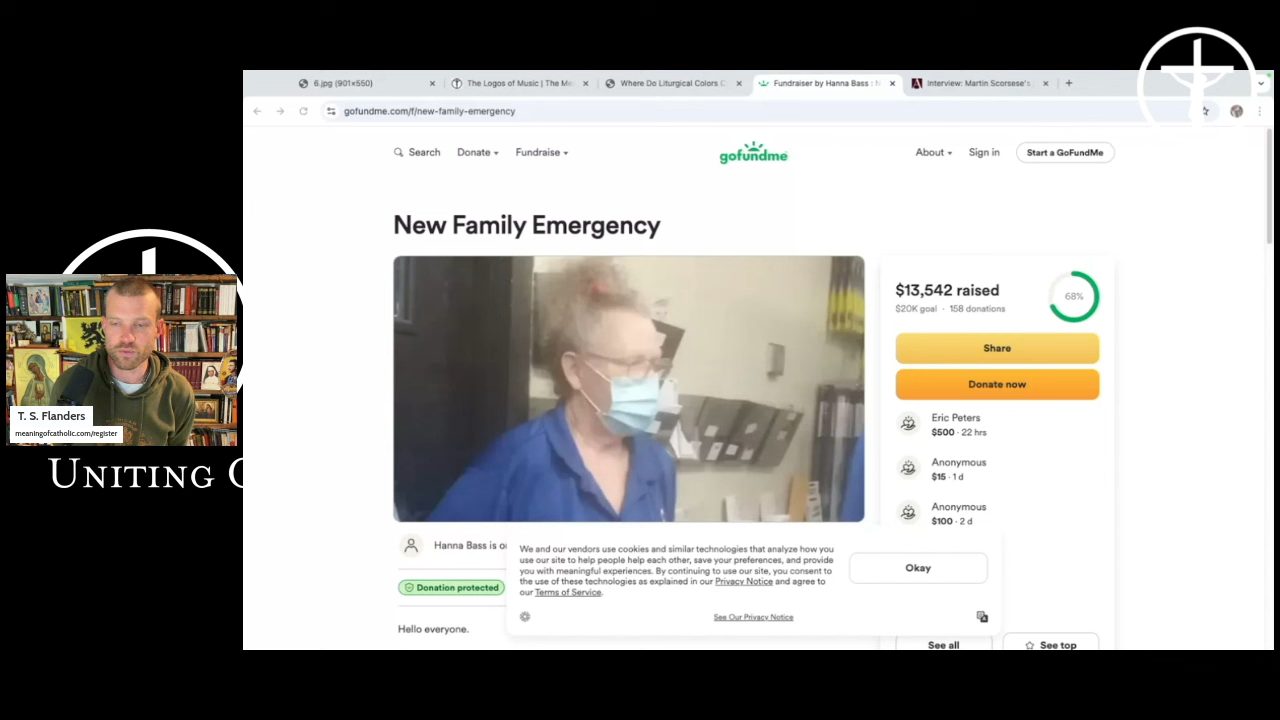 6.jpg (901×550)
The Logos of Music | The Me
Where Do Liturgical Colors C
Fundraiser by Hanna Bass : N
Interview: Martin Scorsese's
gofundme.com/f/new-family-emergency
Search
Donate
Fundraise
gofundme
About
Sign in
Start a GoFundMe
New Family Emergency
$13,542 raised
$20K goal · 158 donations
68%
Share
Donate now
Eric Peters
$500 · 22 hrs
Anonymous
$15 · 1 d
Anonymous
$100 · 2 d
See all
See top
T. S. Flanders
meaningofcatholic.com/register
UNITING C
Hanna Bass is or
Donation protected
Hello everyone.
We and our vendors use cookies and similar technologies that analyze how you
use our site to help people help each other, save your preferences, and provide
you with meaningful experiences. By continuing to use our site, you consent to
the use of these technologies as explained in our Privacy Notice and agree to
our Terms of Service.
Okay
See Our Privacy Notice